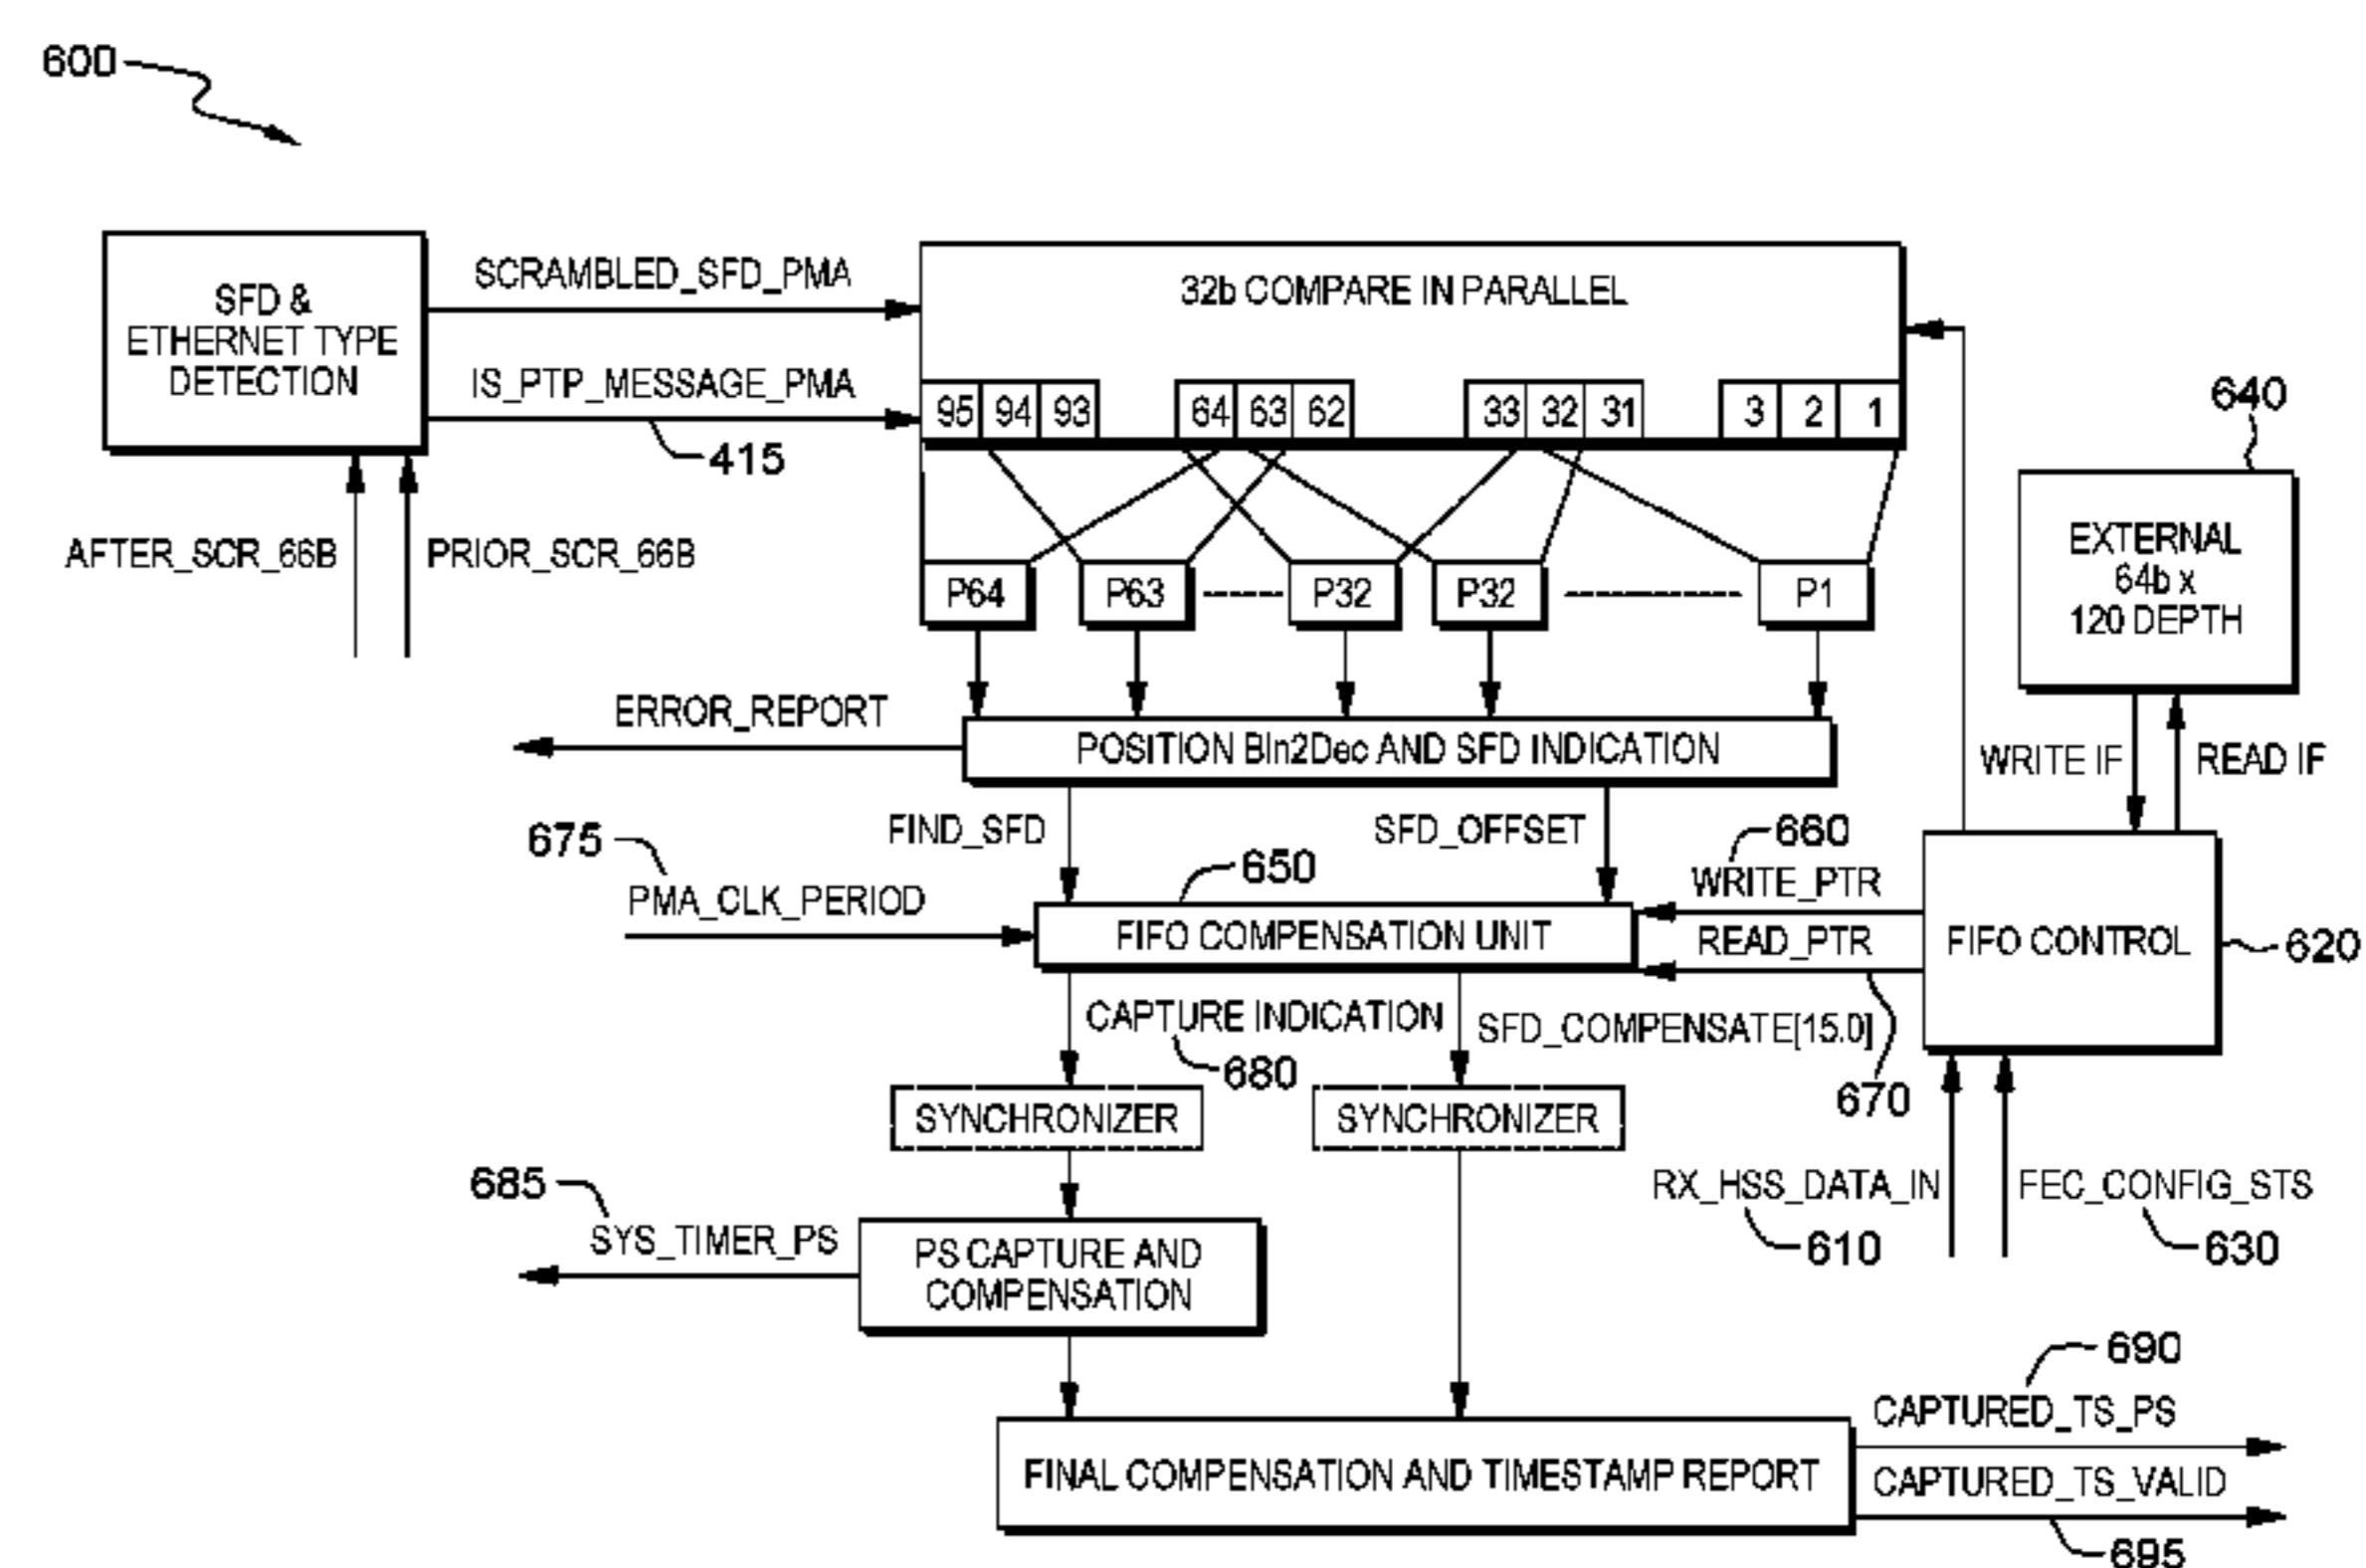 600
SFD &
ETHERNET TYPE
DETECTION
SCRAMBLED_SFD_PMA
IS_PTP_MESSAGE_PMA
415
AFTER_SCR_66B
PRIOR_SCR_66B
32b COMPARE IN PARALLEL
95 94 93 64 63 62 33 32 31 3 2 1
P64 P63 P32 P32 P1
640
EXTERNAL
64b x
120 DEPTH
ERROR_REPORT
POSITION BIn2Dec AND SFD INDICATION
WRITE IF
READ IF
FIND_SFD
SFD_OFFSET
675
PMA_CLK_PERIOD
650
FIFO COMPENSATION UNIT
660
WRITE_PTR
READ_PTR
FIFO CONTROL
620
CAPTURE INDICATION
680
SFD_COMPENSATE[15.0]
670
SYNCHRONIZER
SYNCHRONIZER
RX_HSS_DATA_IN
610
FEC_CONFIG_STS
630
685
SYS_TIMER_PS
PS CAPTURE AND
COMPENSATION
FINAL COMPENSATION AND TIMESTAMP REPORT
690
CAPTURED_TS_PS
CAPTURED_TS_VALID
695